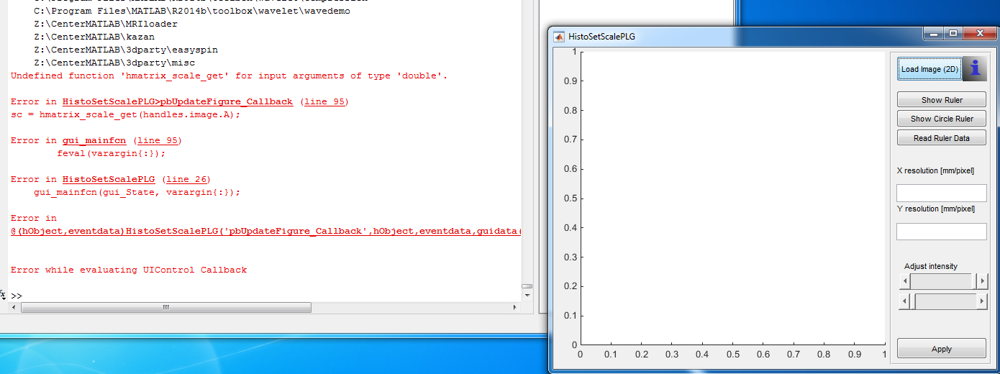 C:\Program Files\MATLAB\R2014b\toolbox\wavelet\wavedemo
Z:\CenterMATLAB\MRIloader
Z:\CenterMATLAB\kazan
Z:\CenterMATLAB\3dparty\easyspin
Z:\CenterMATLAB\3dparty\misc
Undefined function 'hmatrix_scale_get' for input arguments of type 'double'.
Error in HistoSetScalePLG>pbUpdateFigure_Callback (line 95)
sc = hmatrix_scale_get(handles.image.A);
Error in gui_mainfcn (line 95)
feval(varargin{:});
Error in HistoSetScalePLG (line 26)
gui_mainfcn(gui_State, varargin{:});
Error in
@(hObject,eventdata)HistoSetScalePLG('pbUpdateFigure_Callback',hObject,eventdata,guidata(
Error while evaluating UIControl Callback
fx >>
HistoSetScalePLG
1
0.9
0.8
0.7
0.6
0.5
0.4
0.3
0.2
0.1
0
0 0.1 0.2 0.3 0.4 0.5 0.6 0.7 0.8 0.9 1
Load Image (2D) i
Show Ruler
Show Circle Ruler
Read Ruler Data
X resolution [mm/pixel]
Y resolution [mm/pixel]
Adjust intensity
Apply